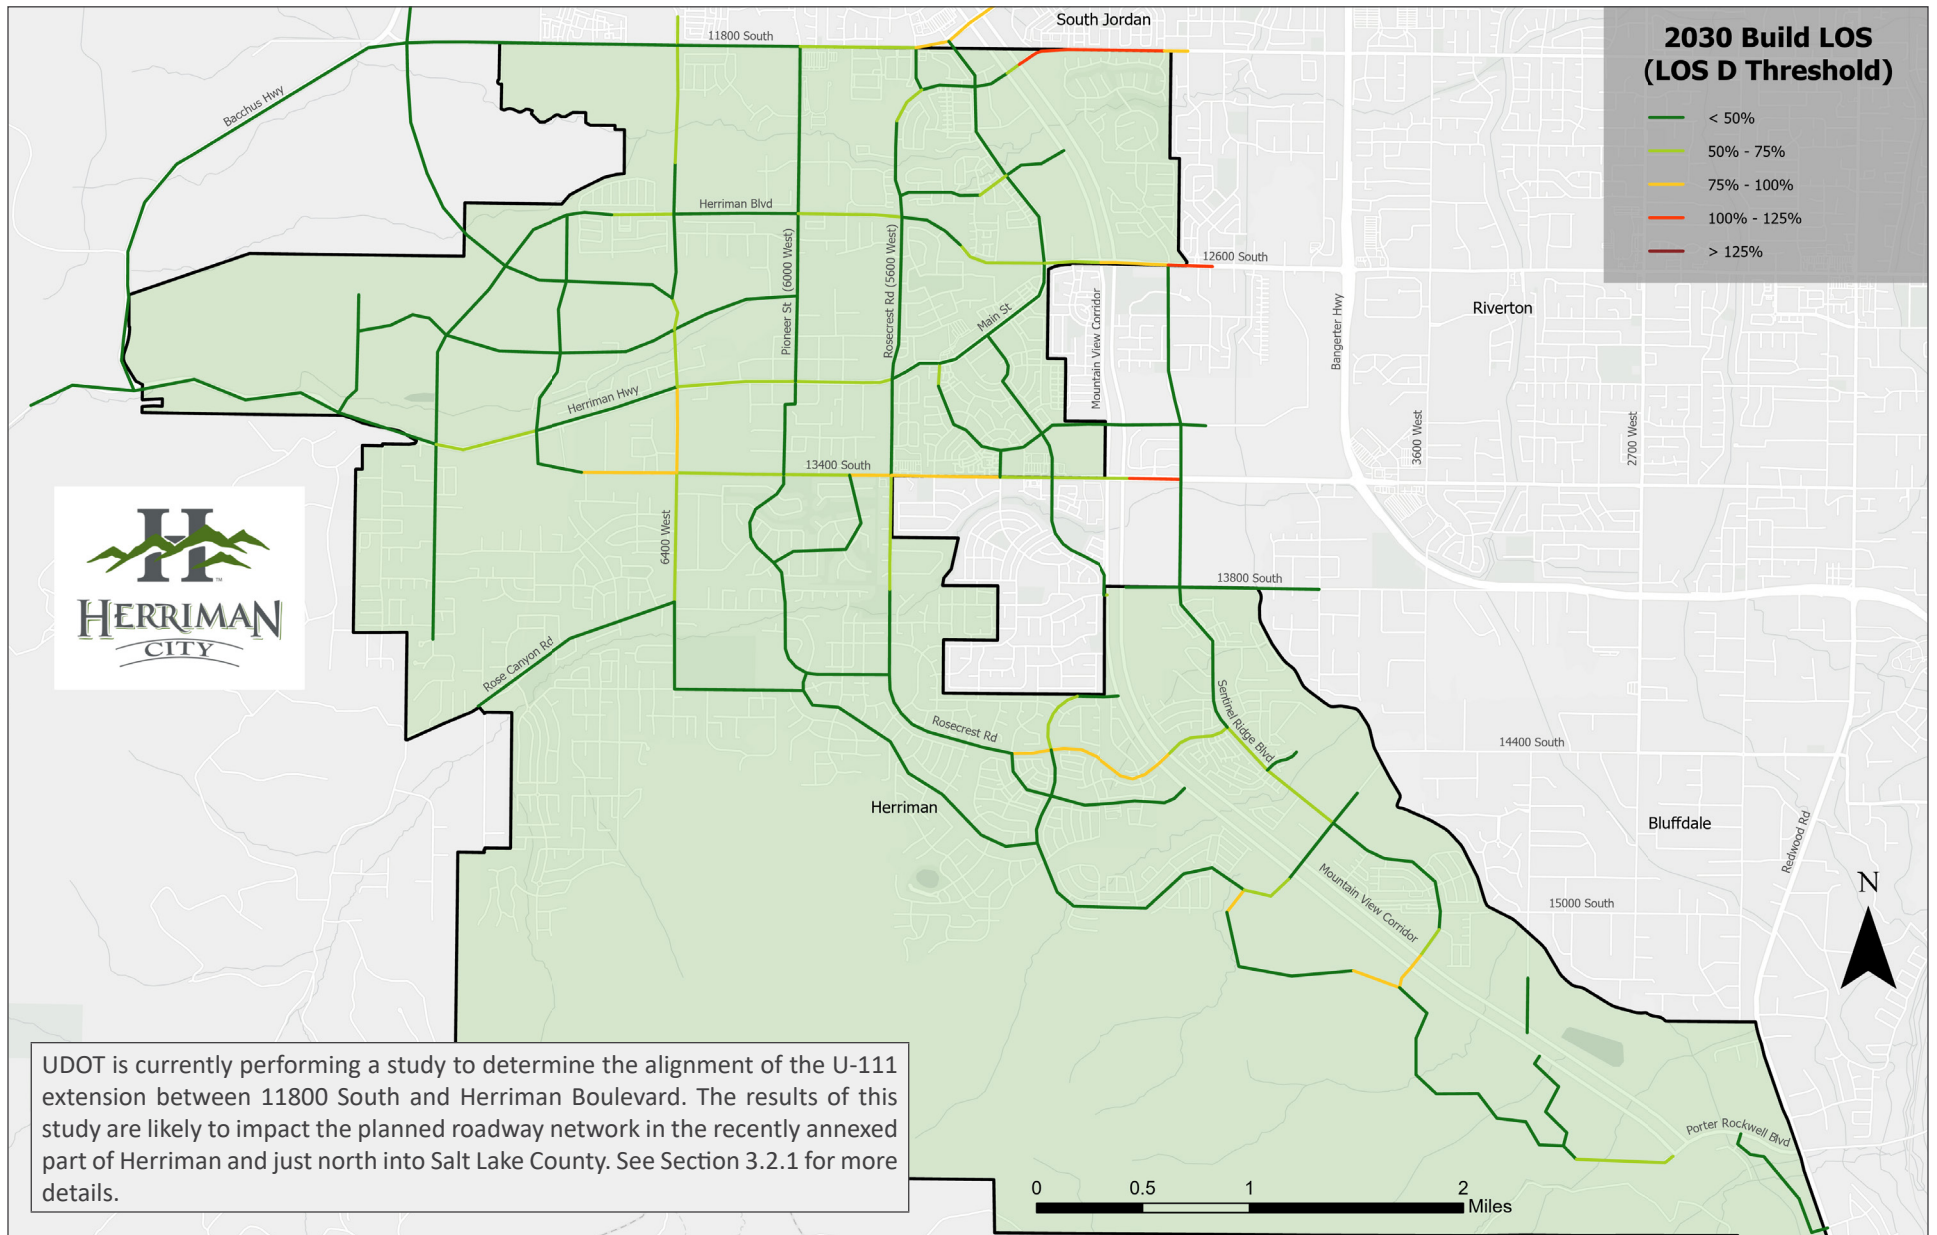 South Jordan
11800 South
2030 Build LOS
(LOS D Threshold)
< 50%
50% - 75%
75% - 100%
100% - 125%
> 125%
Bacchus Hwy
Herriman Blvd
Pioneer St (6000 West)
Rosecrest Rd (5600 West)
12600 South
Main St
Mountain View Corridor
Bangerter Hwy
Riverton
Herriman Hwy
3600 West
2700 West
13400 South
6400 West
H
TM
HERRIMAN
CITY
13800 South
Rose Canyon Rd
Sentinel Ridge Blvd
Rosecrest Rd
14400 South
Herriman
Bluffdale
Redwood Rd
Mountain View Corridor
15000 South
N
UDOT is currently performing a study to determine the alignment of the U-111
extension between 11800 South and Herriman Boulevard. The results of this
study are likely to impact the planned roadway network in the recently annexed
part of Herriman and just north into Salt Lake County. See Section 3.2.1 for more
details.
Porter Rockwell Blvd
0 0.5 1 2
Miles